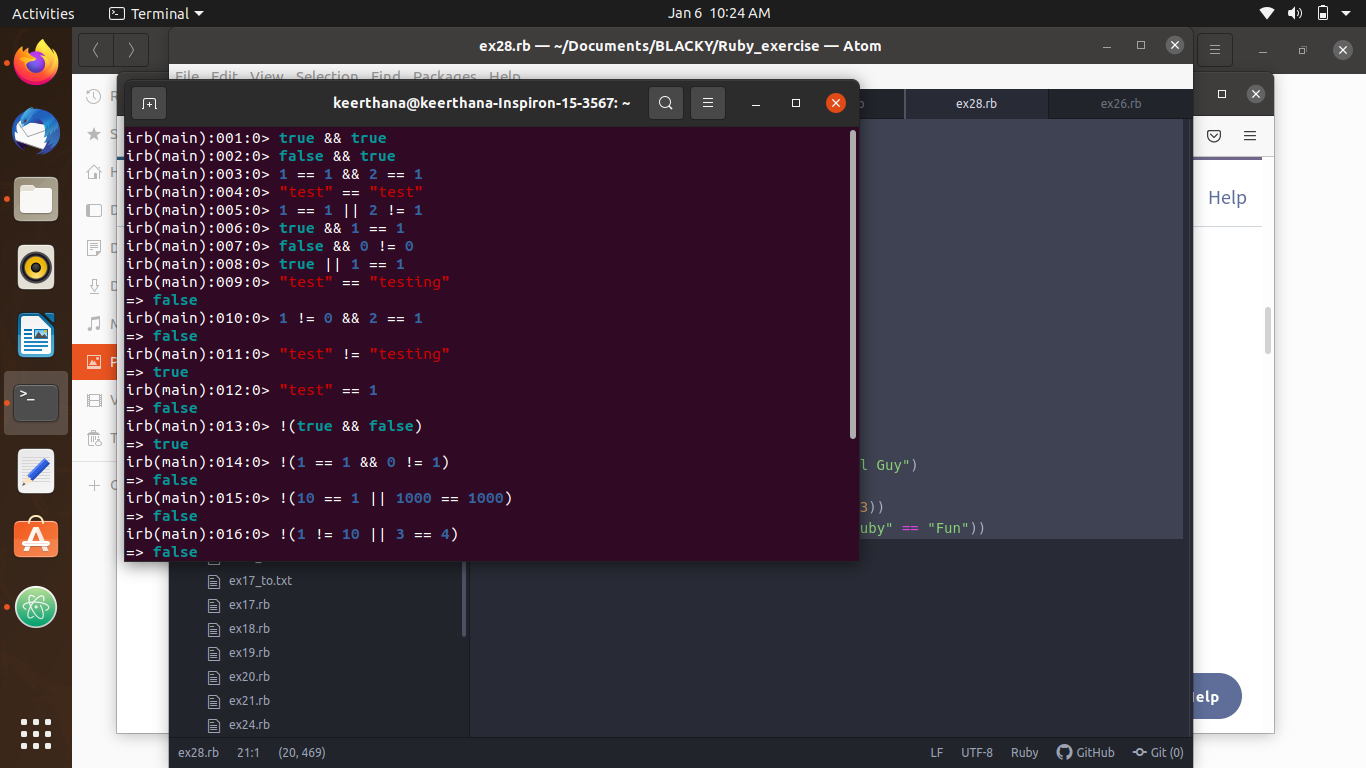 Activities
Terminal
Jan 6 10:24 AM
ex28.rb — ~/Documents/BLACKY/Ruby_exercise — Atom
File Edit View Selection Find Packages Help
keerthana@keerthana-Inspiron-15-3567: ~
ex28.rb
ex26.rb
irb(main):001:0> true && true
irb(main):002:0> false && true
irb(main):003:0> 1 == 1 && 2 == 1
irb(main):004:0> "test" == "test"
irb(main):005:0> 1 == 1 || 2 != 1
irb(main):006:0> true && 1 == 1
irb(main):007:0> false && 0 != 0
irb(main):008:0> true || 1 == 1
irb(main):009:0> "test" == "testing"
=> false
irb(main):010:0> 1 != 0 && 2 == 1
=> false
irb(main):011:0> "test" != "testing"
=> true
irb(main):012:0> "test" == 1
=> false
irb(main):013:0> !(true && false)
=> true
irb(main):014:0> !(1 == 1 && 0 != 1)
=> false
irb(main):015:0> !(10 == 1 || 1000 == 1000)
=> false
irb(main):016:0> !(1 != 10 || 3 == 4)
=> false
Help
l Guy")
3))
uby" == "Fun"))
ex17_to.txt
ex17.rb
ex18.rb
ex19.rb
ex20.rb
ex21.rb
ex24.rb
elp
ex28.rb 21:1 (20, 469)
LF UTF-8 Ruby GitHub Git (0)